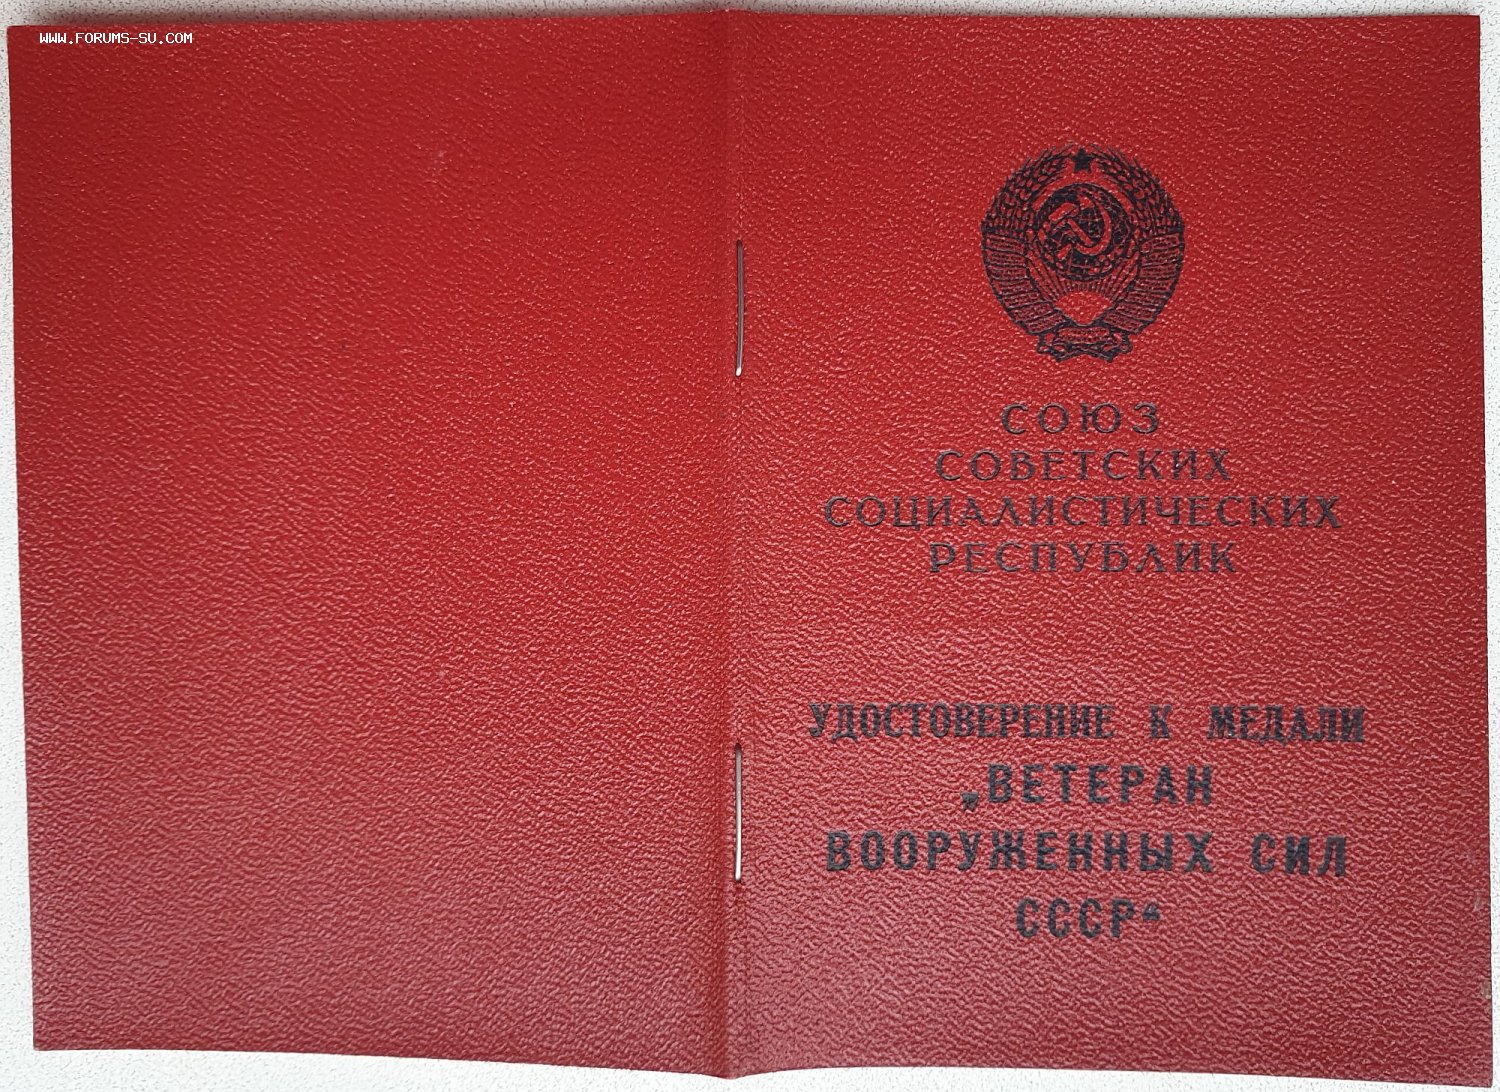 WWW.FORUMS-SU.COM
СОЮЗ
СОВЕТСКИХ
СОЦИАЛИСТИЧЕСКИХ
РЕСПУБЛИК
УДОСТОВЕРЕНИЕ К МЕДАЛИ
„ВЕТЕРАН
ВООРУЖЕННЫХ СИЛ
СССР“